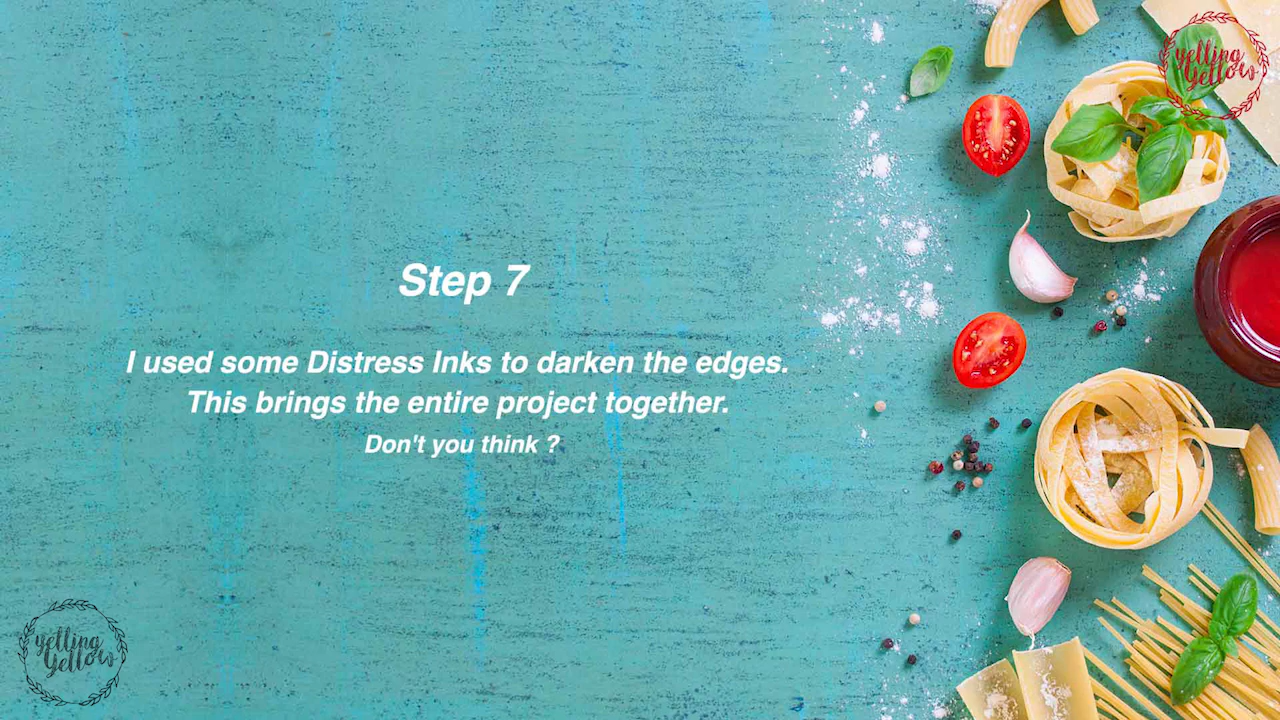 yelling
yellow
Step 7
I used some Distress Inks to darken the edges.
This brings the entire project together.
Don't you think ?
yelling
yellow